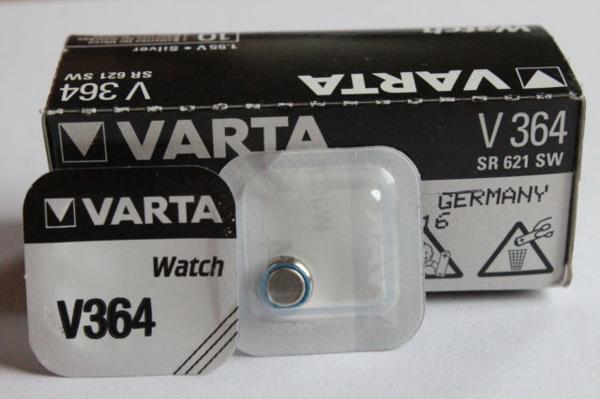 Watch
10
1.55V • Silver
V 364
SR 621 SW
VARTA
VARTA
V 364
SR 621 SW
GERMANY
16
VARTA
Watch
V364